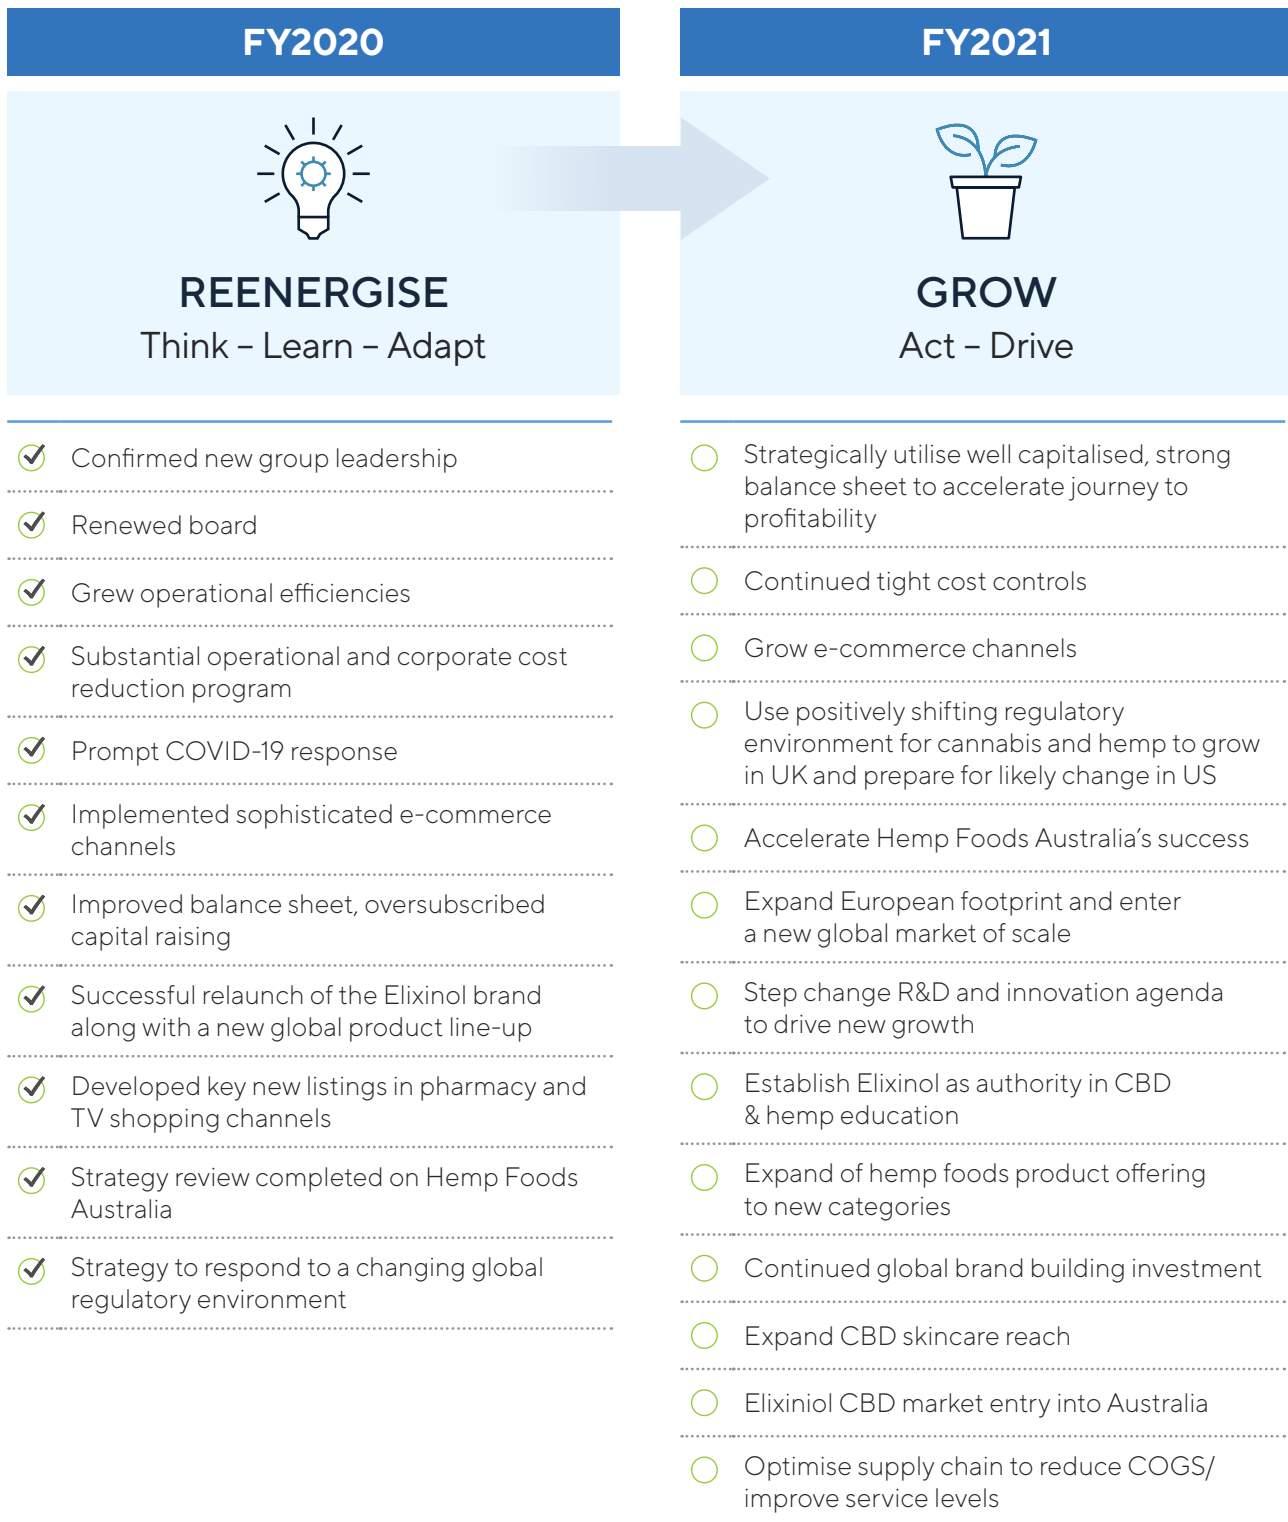 FY2020
REENERGISE
Think – Learn – Adapt
Confirmed new group leadership
Renewed board
Grew operational efficiencies
Substantial operational and corporate cost
reduction program
Prompt COVID-19 response
Implemented sophisticated e-commerce
channels
Improved balance sheet, oversubscribed
capital raising
Successful relaunch of the Elixinol brand
along with a new global product line-up
Developed key new listings in pharmacy and
TV shopping channels
Strategy review completed on Hemp Foods
Australia
Strategy to respond to a changing global
regulatory environment
FY2021
GROW
Act – Drive
Strategically utilise well capitalised, strong
balance sheet to accelerate journey to
profitability
Continued tight cost controls
Grow e-commerce channels
Use positively shifting regulatory
environment for cannabis and hemp to grow
in UK and prepare for likely change in US
Accelerate Hemp Foods Australia’s success
Expand European footprint and enter
a new global market of scale
Step change R&D and innovation agenda
to drive new growth
Establish Elixinol as authority in CBD
& hemp education
Expand of hemp foods product offering
to new categories
Continued global brand building investment
Expand CBD skincare reach
Elixiniol CBD market entry into Australia
Optimise supply chain to reduce COGS/
improve service levels